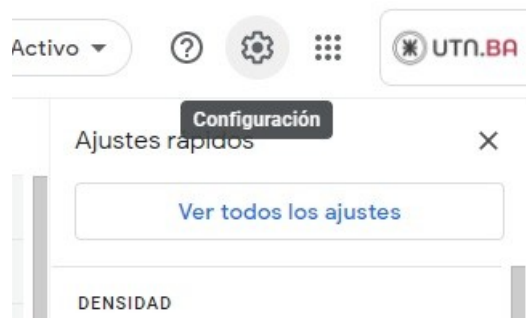 Activo
UTN.BA
Configuración
Ajustes rápidos
Ver todos los ajustes
DENSIDAD